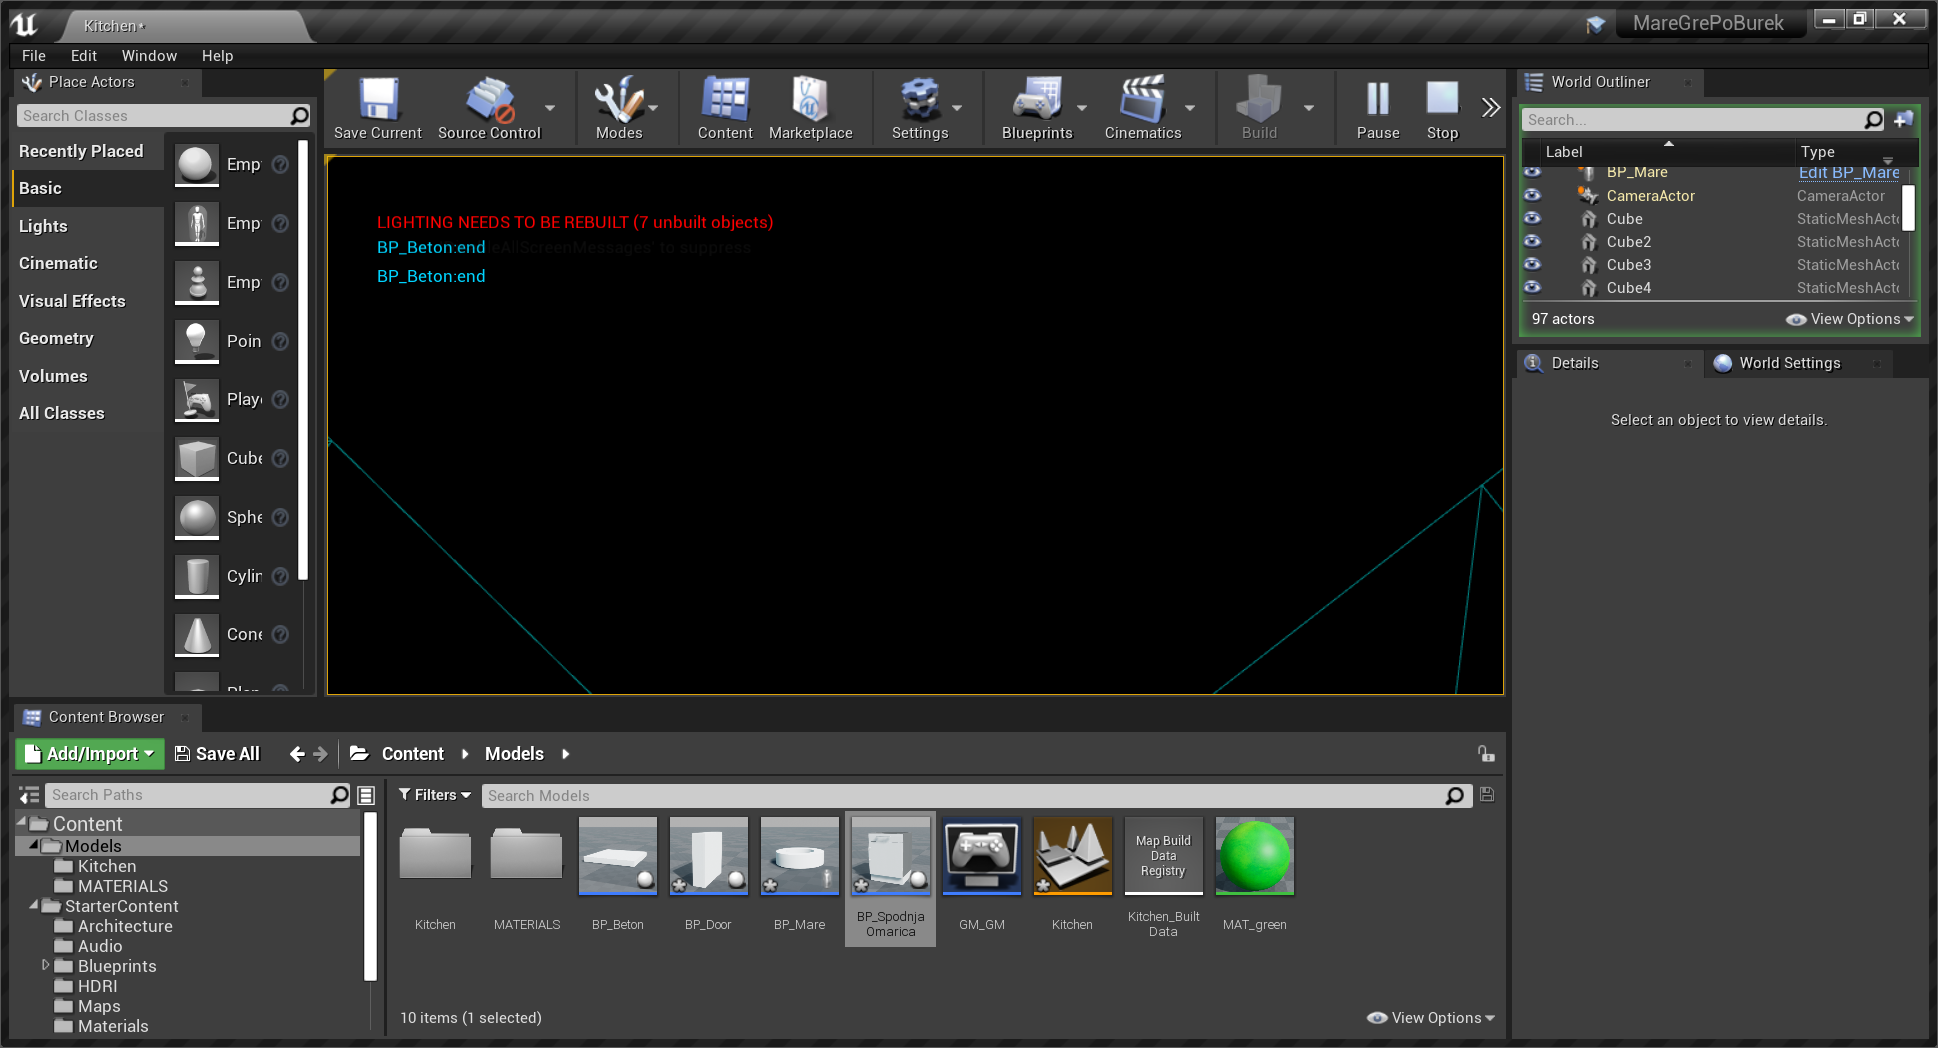 Kitchen*
MareGrePoBurek
File Edit Window Help
Place Actors
Search Classes
Recently Placed
Basic
Lights
Cinematic
Visual Effects
Geometry
Volumes
All Classes
Emp
Emp
Emp
Poin
Playe
Cube
Sphe
Cylin
Cone
Save Current
Source Control
Modes
Content
Marketplace
Settings
Blueprints
Cinematics
Build
Pause
Stop
LIGHTING NEEDS TO BE REBUILT (7 unbuilt objects)
BP_Beton:end eAllScreenMessages' to suppress
BP_Beton:end
World Outliner
Search...
Label Type
BP_Mare Edit BP_Mare
CameraActor CameraActor
Cube StaticMeshActo
Cube2 StaticMeshActo
Cube3 StaticMeshActo
Cube4 StaticMeshActo
97 actors View Options
Details World Settings
Select an object to view details.
Content Browser
Add/Import Save All Content Models
Search Paths
Filters
Search Models
Content
Models
Kitchen
MATERIALS
StarterContent
Architecture
Audio
Blueprints
HDRI
Maps
Materials
Map Build
Data
Registry
Kitchen
MATERIALS
BP_Beton
BP_Door
BP_Mare
BP_Spodnja
Omarica
GM_GM
Kitchen
Kitchen_Built
Data
MAT_green
10 items (1 selected)
View Options